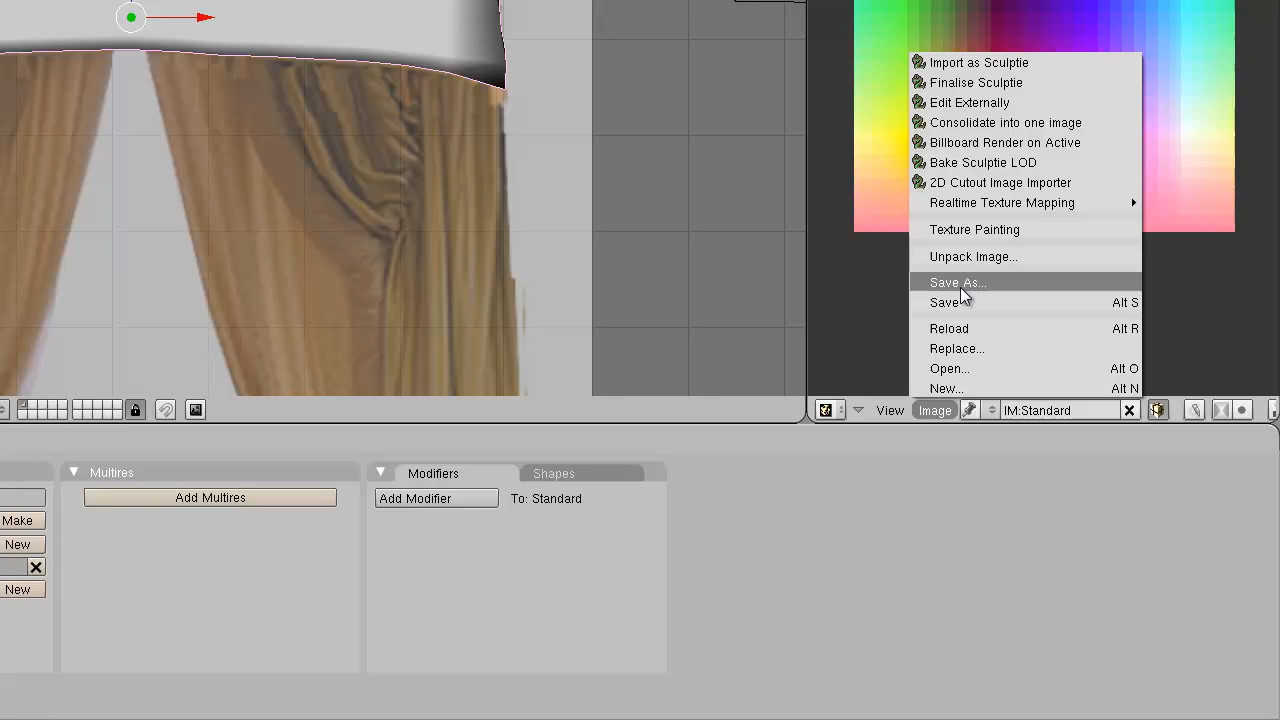 Import as Sculptie
Finalise Sculptie
Edit Externally
Consolidate into one image
Billboard Render on Active
Bake Sculptie LOD
2D Cutout Image Importer
Realtime Texture Mapping
Texture Painting
Unpack Image...
Save As...
Save Alt S
Reload Alt R
Replace...
Open... Alt O
New... Alt N
View Image IM:Standard
Multires Modifiers Shapes
Add Multires Add Modifier To: Standard
Make
New
New